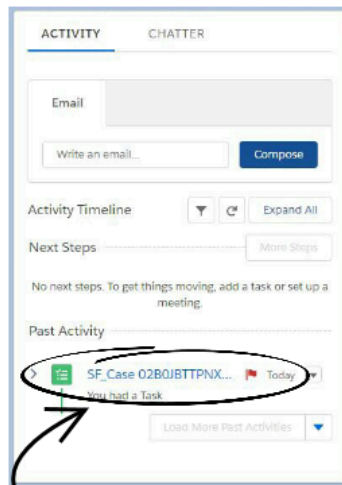 ACTIVITY CHATTER
Email
Write an email... Compose
Activity Timeline Expand All
Next Steps More Steps
No next steps. To get things moving, add a task or set up a
meeting.
Past Activity
SF_Case 02B0JBTTPNX... Today
You had a Task
Load More Past Activities